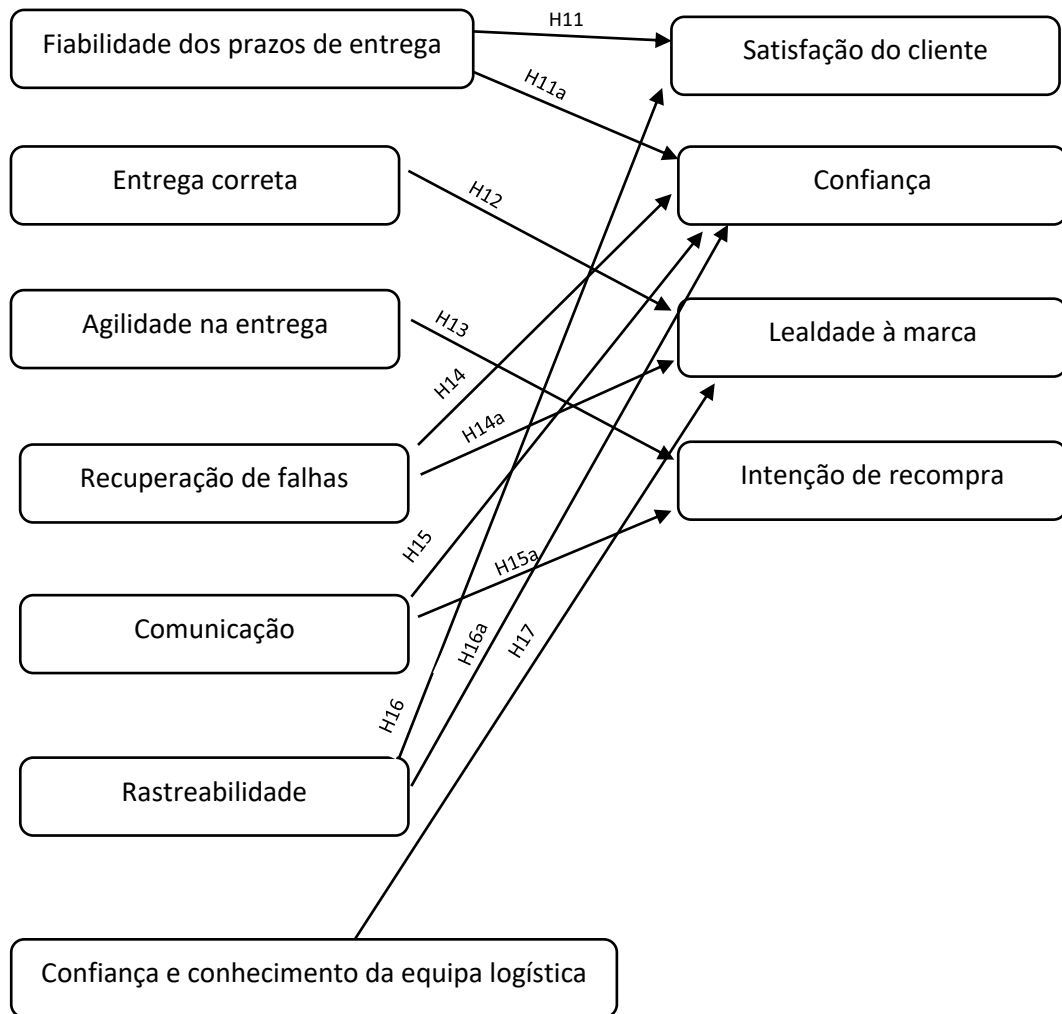 H11
Fiabilidade dos prazos de entrega
Satisfação do cliente
H11a
Entrega correta
Confiança
H12
Agilidade na entrega
H13
Lealdade à marca
H14
H14a
Recuperação de falhas
Intenção de recompra
H15
H15a
Comunicação
H16a
H17
H16
Rastreabilidade
Confiança e conhecimento da equipa logística